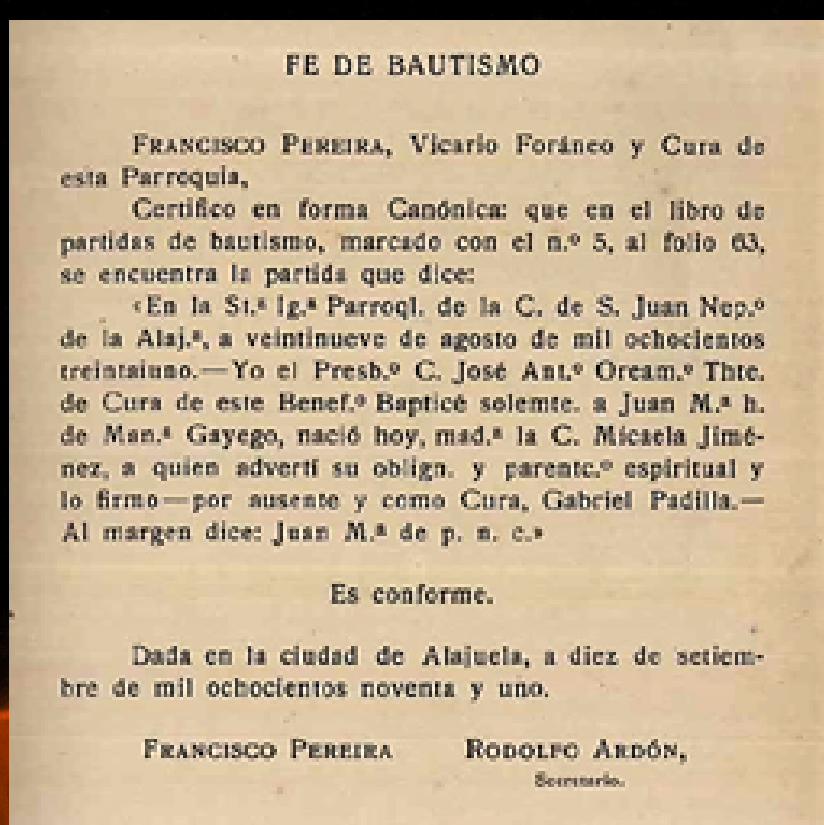 FE DE BAUTISMO
FRANCISCO PEREIRA, Vicario Foráneo y Cura de
esta Parroquia,
Certifico en forma Canónica: que en el libro de
partidas de bautismo, marcado con el n.º 5, al folio 63,
se encuentra la partida que dice:
«En la St.ª Ig.ª Parroql. de la C. de S. Juan Nep.º
de la Alaj.ª, a veintinueve de agosto de mil ochocientos
treintaiuno.—Yo el Presb.º C. José Ant.º Oream.º Thte.
de Cura de este Benef.º Bapticé solemte. a Juan M.ª h.
de Man.ª Gayego, nació hoy, mad.ª la C. Micaela Jimé-
nez, a quien advertí su oblign. y parentc.º espiritual y
lo firmo—por ausente y como Cura, Gabriel Padilla.—
Al margen dice: Juan M.ª de p. n. c.»
Es conforme.
Dada en la ciudad de Alajuela, a diez de setiem-
bre de mil ochocientos noventa y uno.
FRANCISCO PEREIRA RODOLFO ARDÓN,
Secretario.